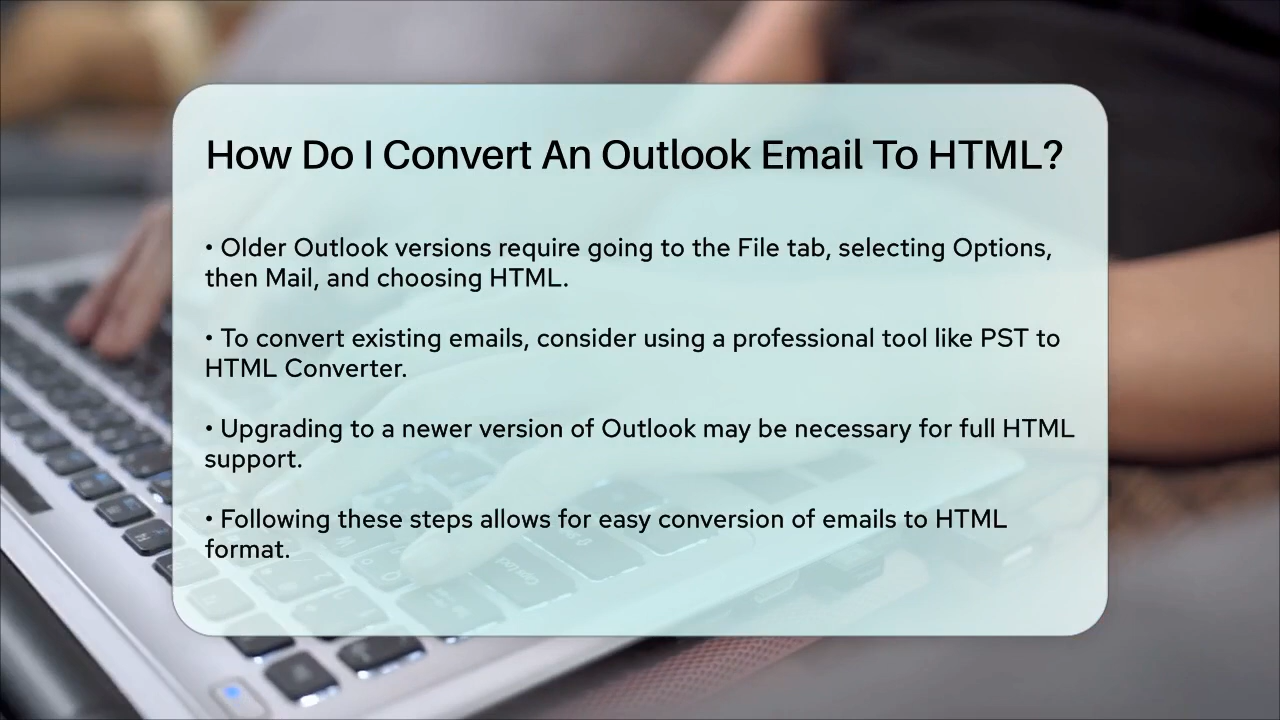 How Do I Convert An Outlook Email To HTML?
• Older Outlook versions require going to the File tab, selecting Options,
then Mail, and choosing HTML.
• To convert existing emails, consider using a professional tool like PST to
HTML Converter.
• Upgrading to a newer version of Outlook may be necessary for full HTML
support.
• Following these steps allows for easy conversion of emails to HTML
format.